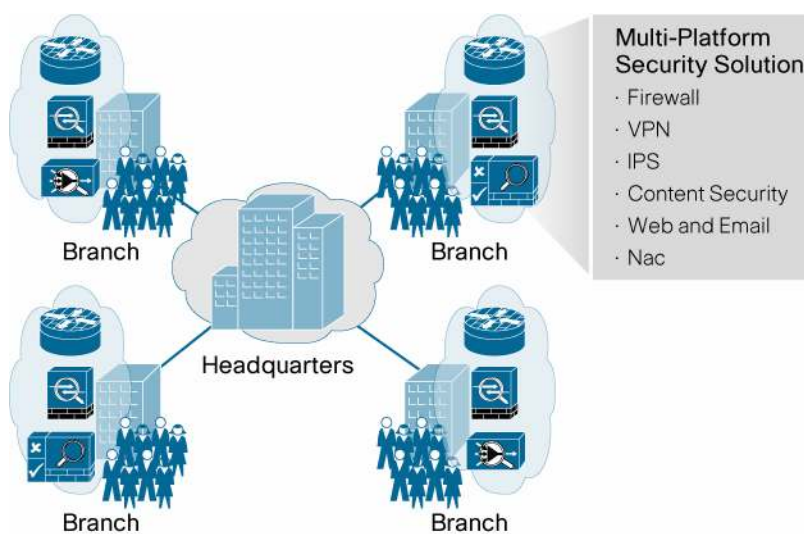 Multi-Platform
Security Solution
· Firewall
· VPN
· IPS
· Content Security
· Web and Email
· Nac
Branch
Branch
Headquarters
Branch
Branch